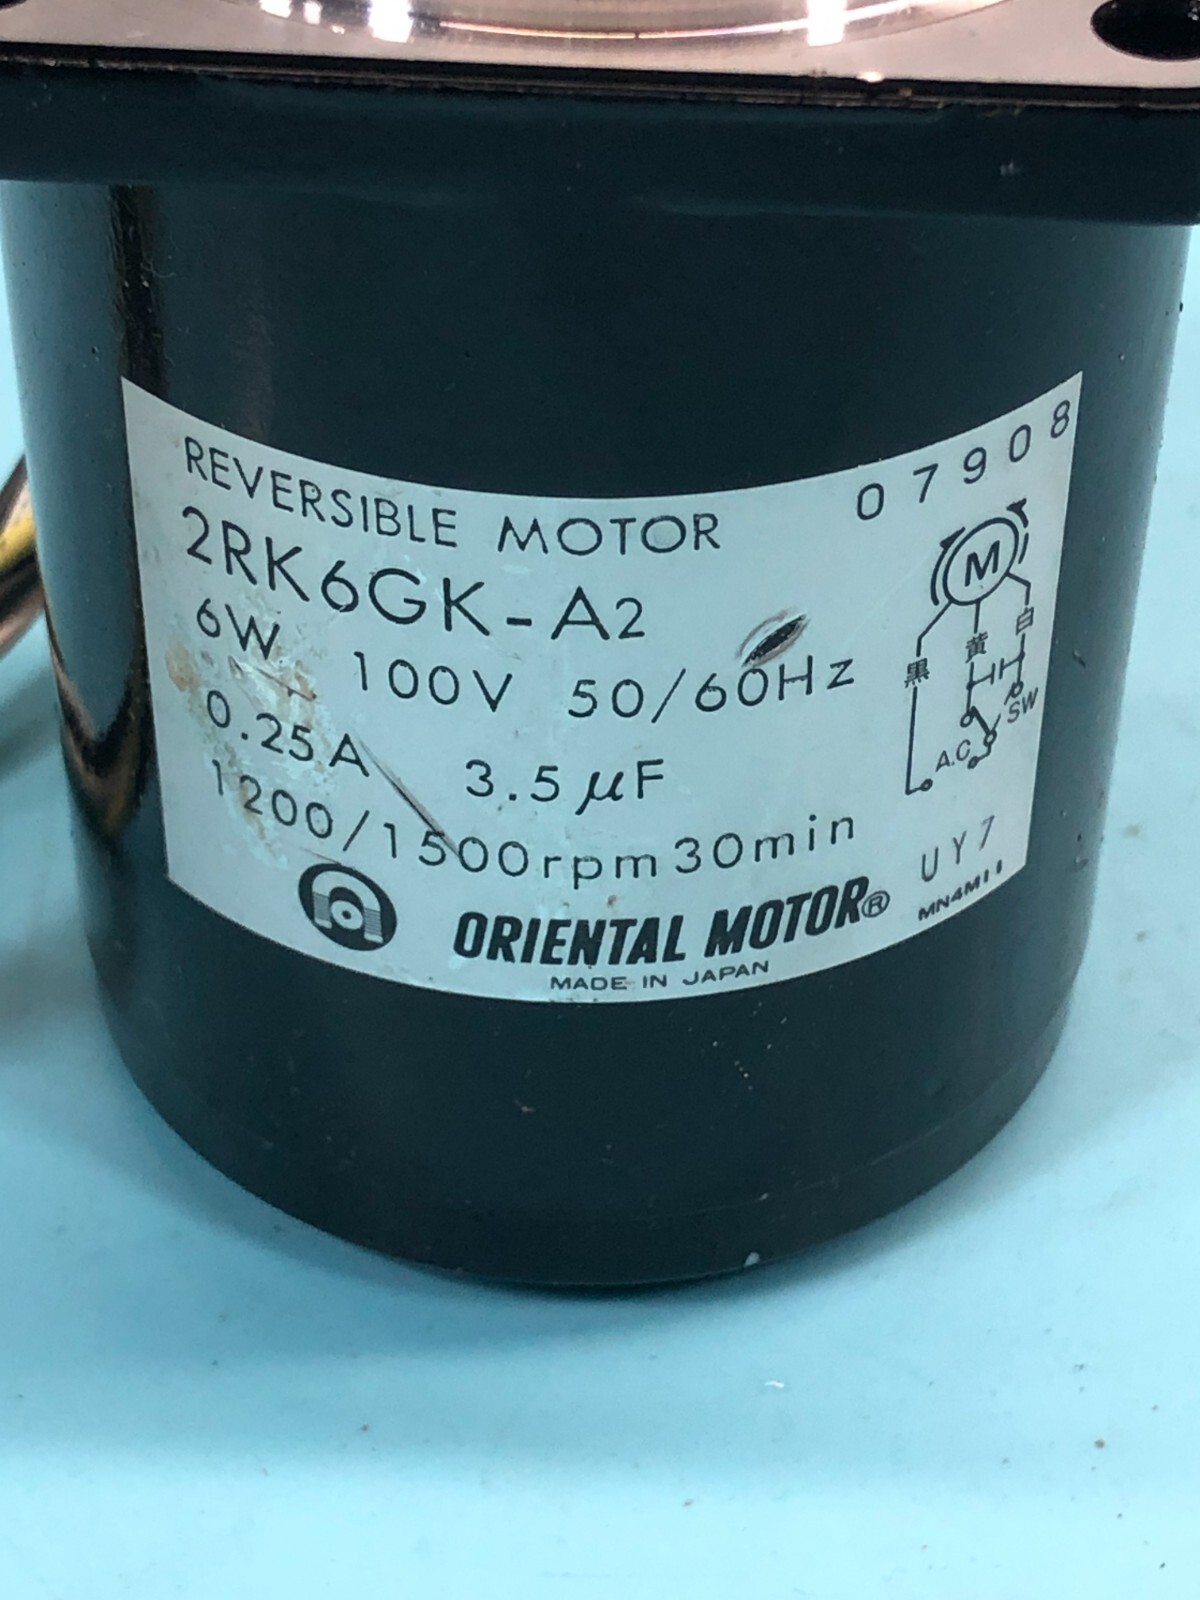 07908
REVERSIBLE MOTOR
2RK6GK-A2
6W 100V 50/60Hz
0.25A 3.5μF
1200/1500rpm 30min
M
黒 黄 白
SW
A.C
UY7
ORIENTAL MOTOR®
MN4M11
MADE IN JAPAN